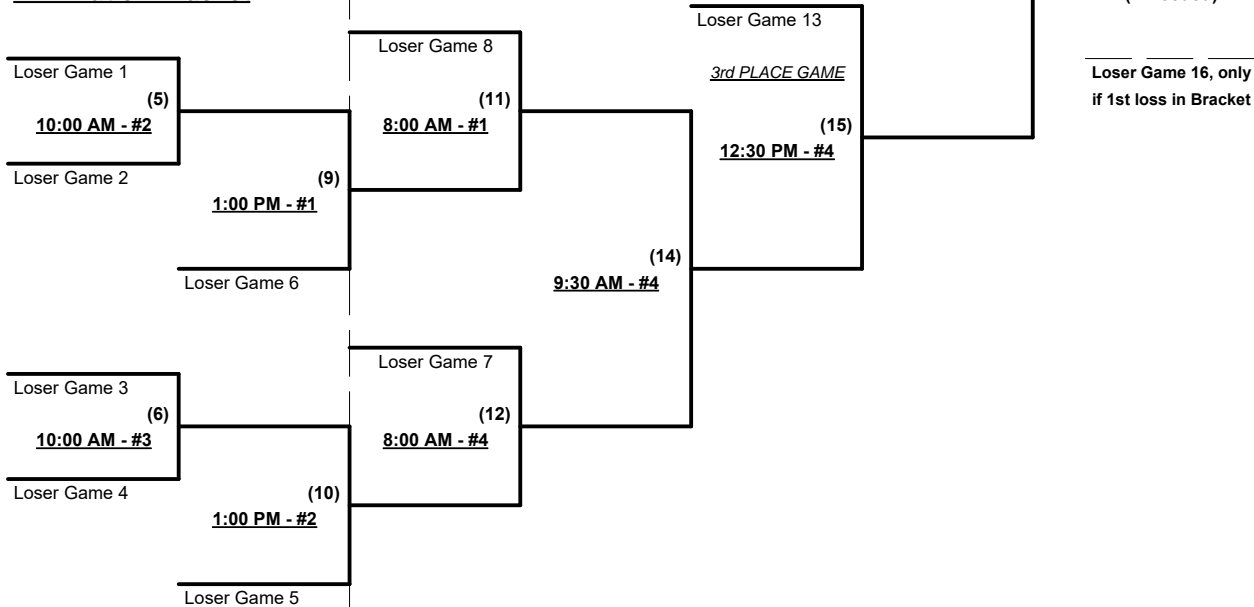 Loser Game 13
Loser Game 8
Loser Game 1
3rd PLACE GAME
Loser Game 16, only
if 1st loss in Bracket
(5)
10:00 AM - #2
(11)
8:00 AM - #1
(15)
12:30 PM - #4
Loser Game 2
(9)
1:00 PM - #1
(14)
9:30 AM - #4
Loser Game 6
Loser Game 7
Loser Game 3
(6)
10:00 AM - #3
(12)
8:00 AM - #4
Loser Game 4
(10)
1:00 PM - #2
Loser Game 5